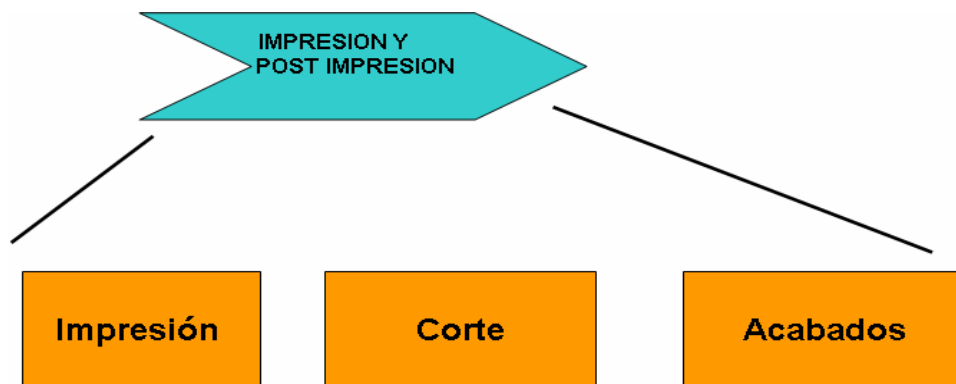 IMPRESION Y
POST IMPRESION
Impresión
Corte
Acabados